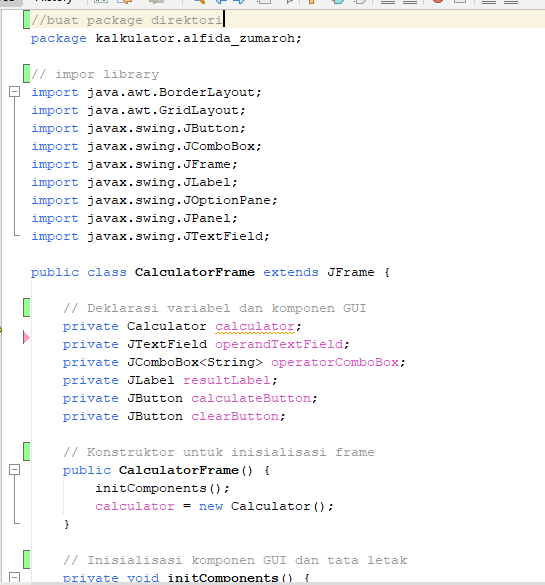 //buat package direktori
package kalkulator.alfida_zumaroh;
// impor library
import java.awt.BorderLayout;
import java.awt.GridLayout;
import javax.swing.JButton;
import javax.swing.JComboBox;
import javax.swing.JFrame;
import javax.swing.JLabel;
import javax.swing.JOptionPane;
import javax.swing.JPanel;
import javax.swing.JTextField;
public class CalculatorFrame extends JFrame {
// Deklarasi variabel dan komponen GUI
private Calculator calculator;
private JTextField operandTextField;
private JComboBox<String> operatorComboBox;
private JLabel resultLabel;
private JButton calculateButton;
private JButton clearButton;
// Konstruktor untuk inisialisasi frame
public CalculatorFrame() {
initComponents();
calculator = new Calculator();
}
// Inisialisasi komponen GUI dan tata letak
private void initComponents() {